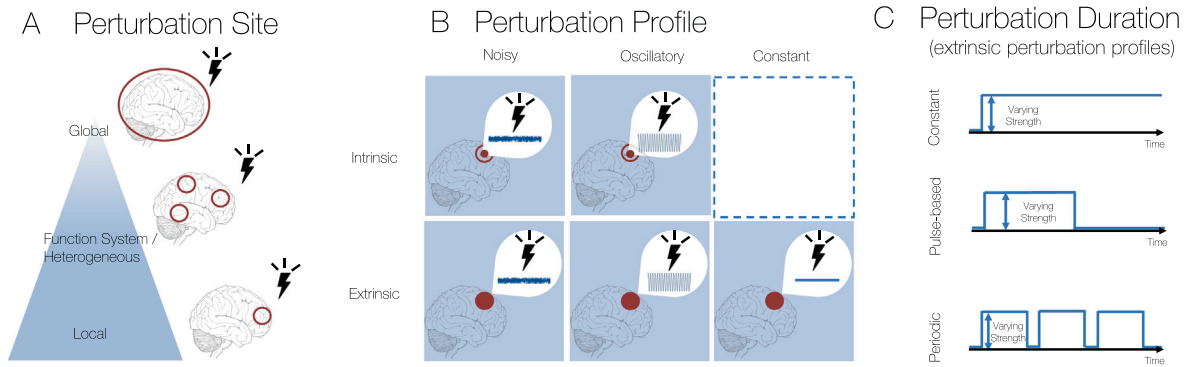 A Perturbation Site
Global
Function System /
Heterogeneous
Local
B Perturbation Profile
Noisy
Oscillatory
Constant
Intrinsic
Extrinsic
C Perturbation Duration
(extrinsic perturbation profiles)
Constant
Varying
Strength
Time
Pulse-based
Varying
Strength
Time
Periodic
Varying
Strength
Time